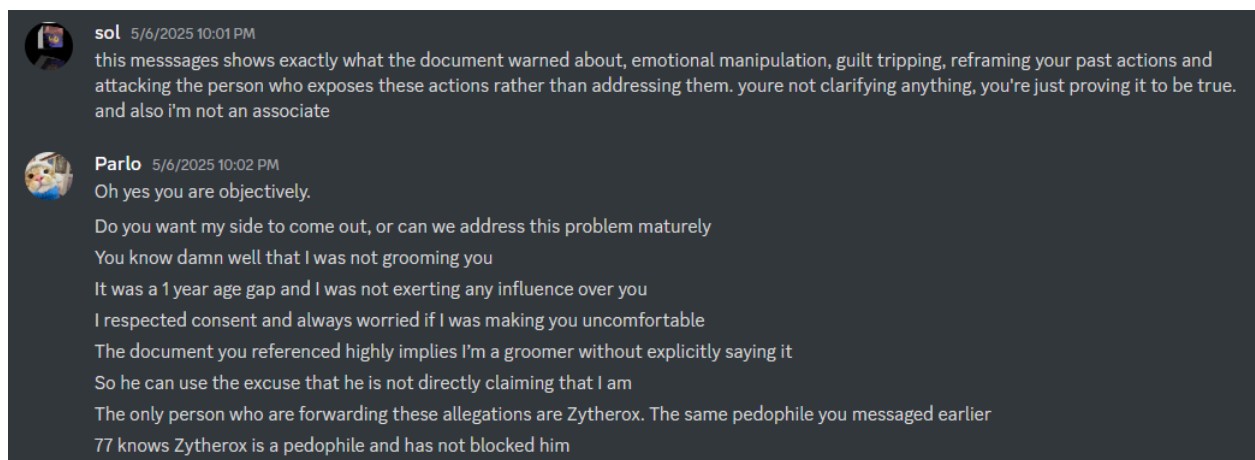 sol 5/6/2025 10:01 PM
this messsages shows exactly what the document warned about, emotional manipulation, guilt tripping, reframing your past actions and
attacking the person who exposes these actions rather than addressing them. youre not clarifying anything, you're just proving it to be true.
and also i'm not an associate
Parlo 5/6/2025 10:02 PM
Oh yes you are objectively.
Do you want my side to come out, or can we address this problem maturely
You know damn well that I was not grooming you
It was a 1 year age gap and I was not exerting any influence over you
I respected consent and always worried if I was making you uncomfortable
The document you referenced highly implies I'm a groomer without explicitly saying it
So he can use the excuse that he is not directly claiming that I am
The only person who are forwarding these allegations are Zytherox. The same pedophile you messaged earlier
77 knows Zytherox is a pedophile and has not blocked him